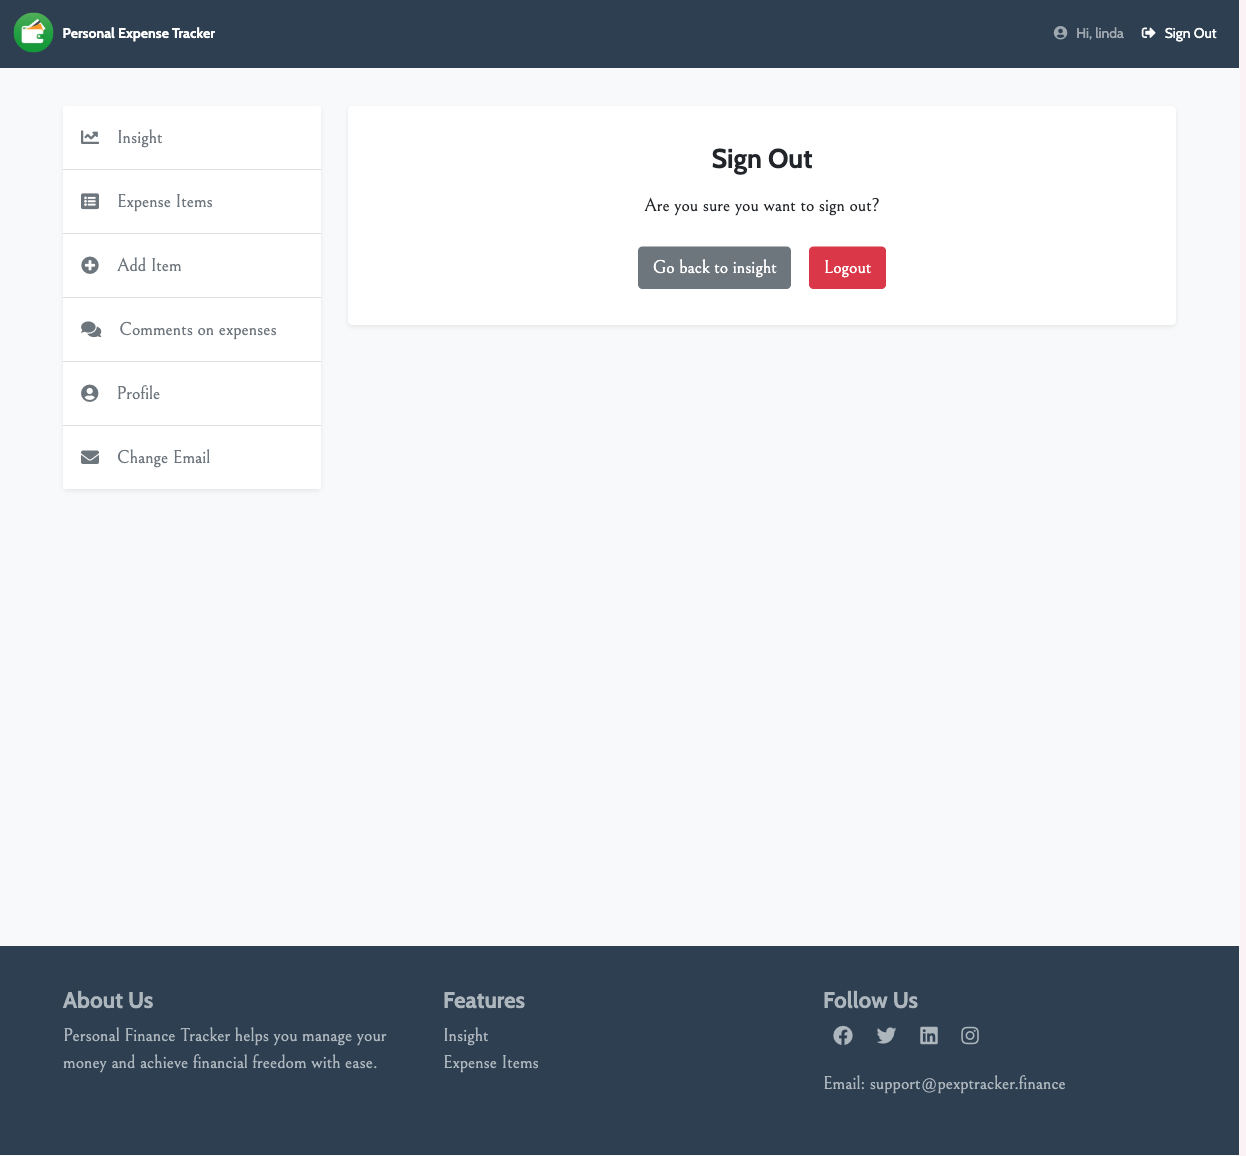 Personal Expense Tracker
Hi, linda
Sign Out
Insight
Expense Items
Add Item
Comments on expenses
Profile
Change Email
Sign Out
Are you sure you want to sign out?
Go back to insight
Logout
About Us
Personal Finance Tracker helps you manage your
money and achieve financial freedom with ease.
Features
Insight
Expense Items
Follow Us
Email: support@pexptracker.finance